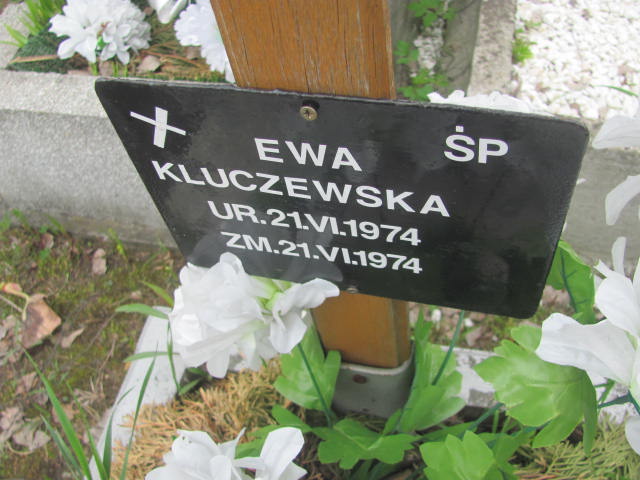 EWA ŚP
KLUCZEWSKA
UR.21.VI.1974
ZM.21.VI.1974